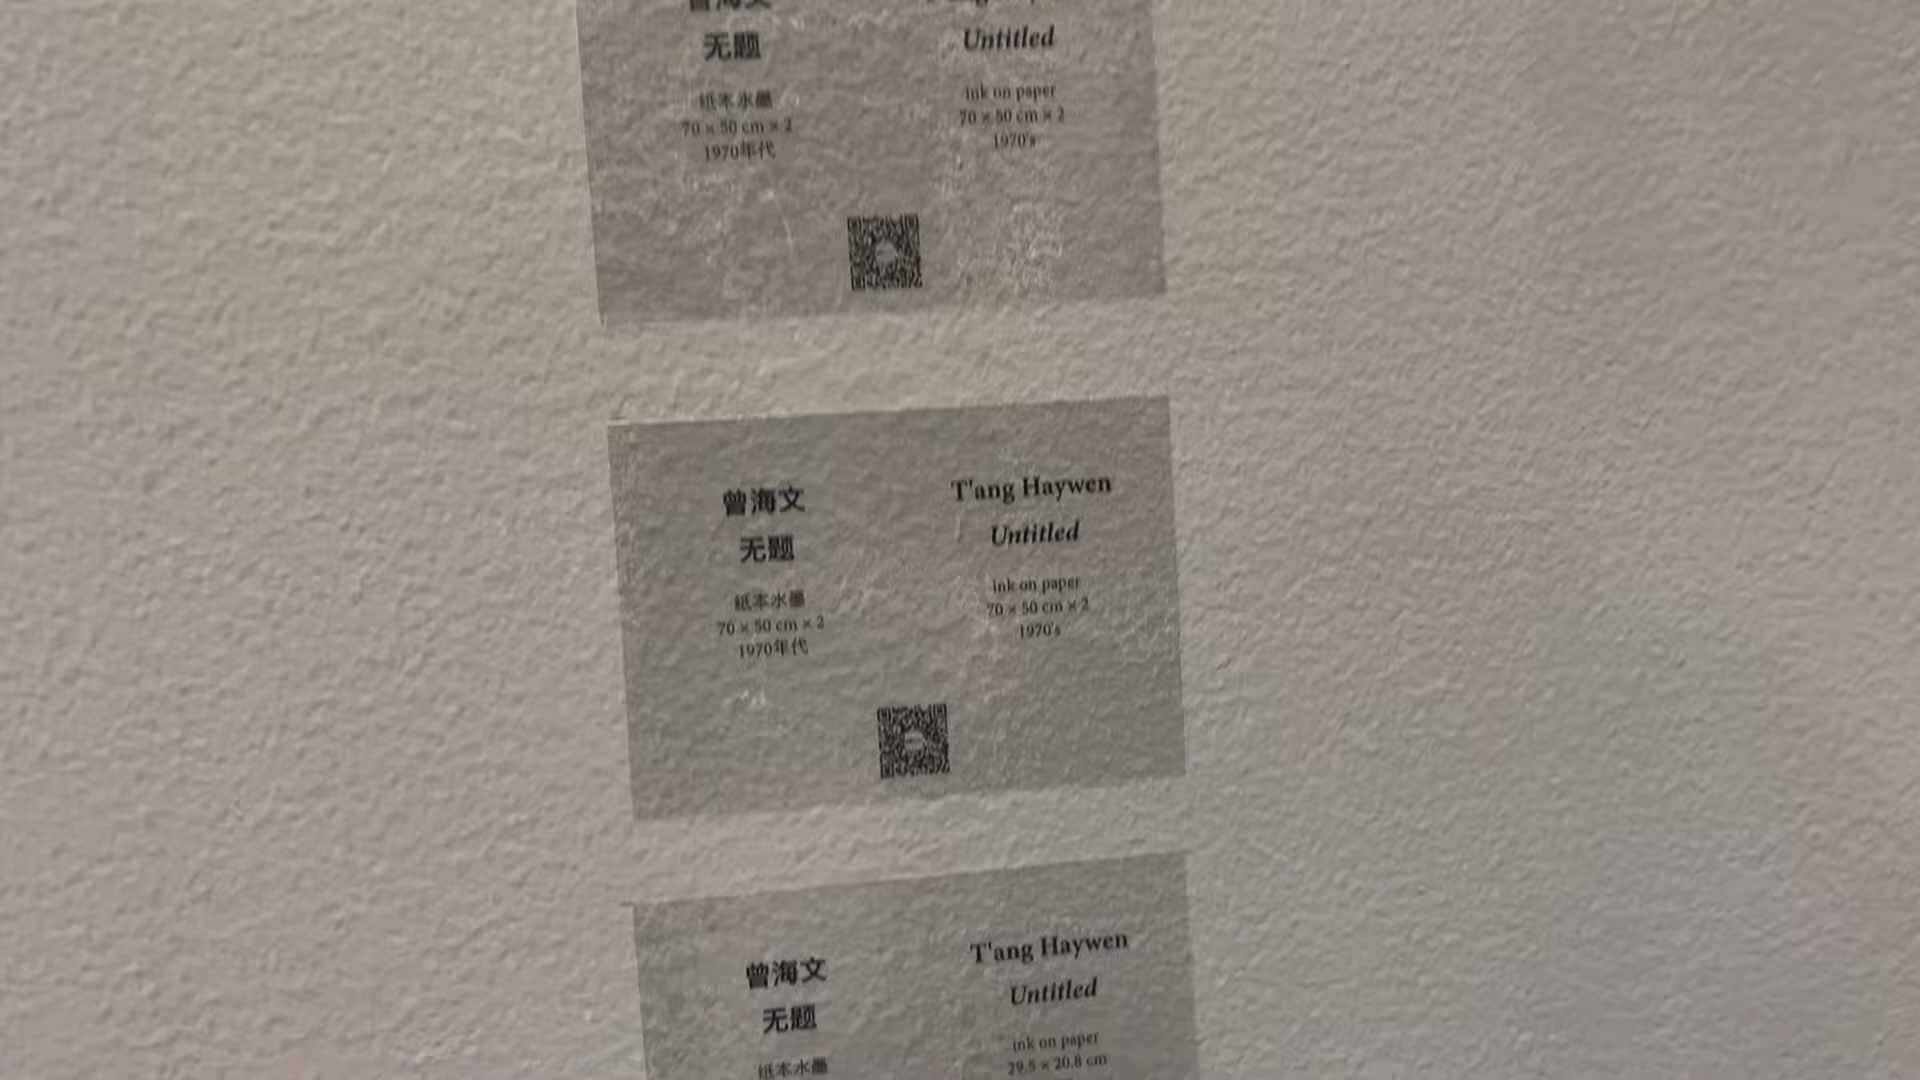 无题
Untitled
纸本水墨
70 × 50 cm × 2
1970年代
ink on paper
70 × 50 cm × 2
1970's
曾海文
无题
纸本水墨
70 × 50 cm × 2
1970年代
T'ang Haywen
Untitled
ink on paper
70 × 50 cm × 2
1970's
曾海文
无题
纸本水墨
T'ang Haywen
Untitled
ink on paper
29.5 × 20.8 cm